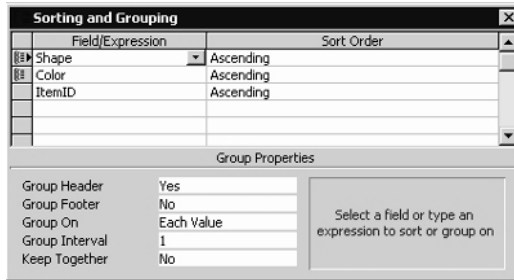 Sorting and Grouping
Field/Expression Sort Order
Shape Ascending
Color Ascending
ItemID Ascending
Group Properties
Group Header Yes
Group Footer No
Group On Each Value
Group Interval 1
Keep Together No
Select a field or type an
expression to sort or group on